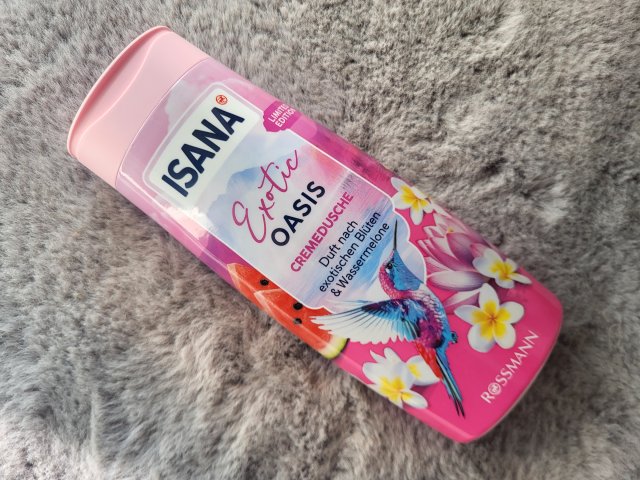 ISANA
LIMITED
EDITION
Exotic
OASIS
CREMEDUSCHE
Duft nach
exotischen Blüten
& Wassermelone
ROSSMANN